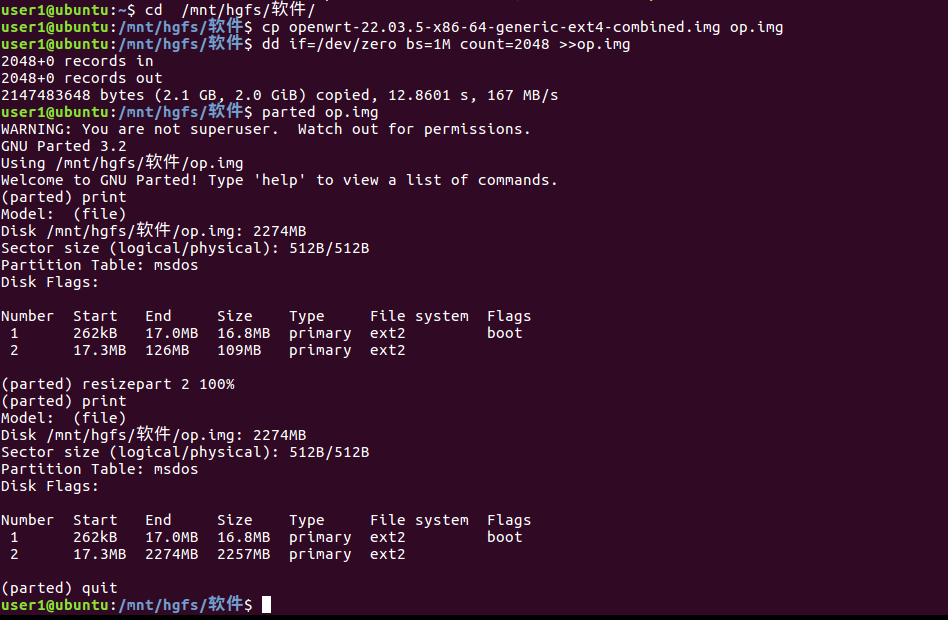 user1@ubuntu:~$ cd  /mnt/hgfs/软件/
user1@ubuntu:/mnt/hgfs/软件$ cp openwrt-22.03.5-x86-64-generic-ext4-combined.img op.img
user1@ubuntu:/mnt/hgfs/软件$ dd if=/dev/zero bs=1M count=2048 >>op.img
2048+0 records in
2048+0 records out
2147483648 bytes (2.1 GB, 2.0 GiB) copied, 12.8601 s, 167 MB/s
user1@ubuntu:/mnt/hgfs/软件$ parted op.img
WARNING: You are not superuser.  Watch out for permissions.
GNU Parted 3.2
Using /mnt/hgfs/软件/op.img
Welcome to GNU Parted! Type 'help' to view a list of commands.
(parted) print
Model:  (file)
Disk /mnt/hgfs/软件/op.img: 2274MB
Sector size (logical/physical): 512B/512B
Partition Table: msdos
Disk Flags:
Number  Start   End     Size    Type     File system  Flags
 1      262kB   17.0MB  16.8MB  primary  ext2         boot
 2      17.3MB  126MB   109MB   primary  ext2
(parted) resizepart 2 100%
(parted) print
Model:  (file)
Disk /mnt/hgfs/软件/op.img: 2274MB
Sector size (logical/physical): 512B/512B
Partition Table: msdos
Disk Flags:
Number  Start   End     Size    Type     File system  Flags
 1      262kB   17.0MB  16.8MB  primary  ext2         boot
 2      17.3MB  2274MB  2257MB  primary  ext2
(parted) quit
user1@ubuntu:/mnt/hgfs/软件$